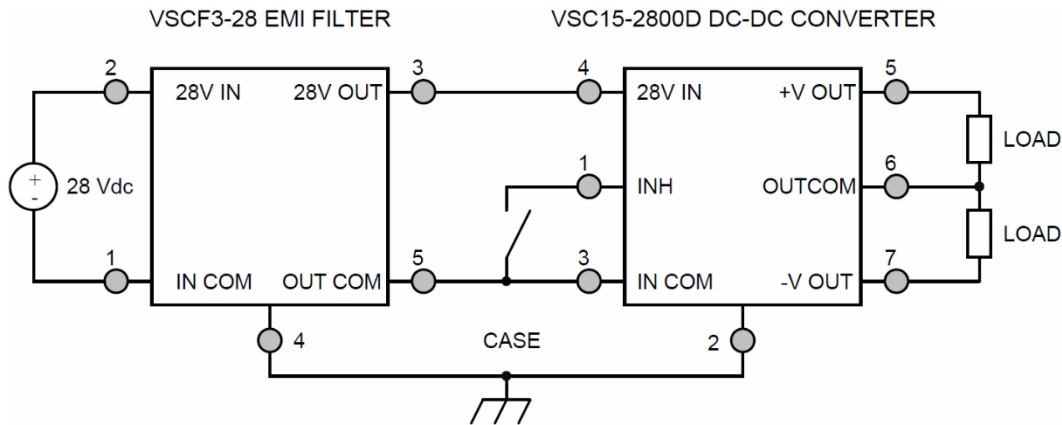 VSCF3-28 EMI FILTER
VSC15-2800D DC-DC CONVERTER
2
3
4
5
28V IN
28V OUT
28V IN
+V OUT
LOAD
1
6
+
-
28 Vdc
INH
OUTCOM
LOAD
1
5
3
7
IN COM
OUT COM
IN COM
-V OUT
4
CASE
2